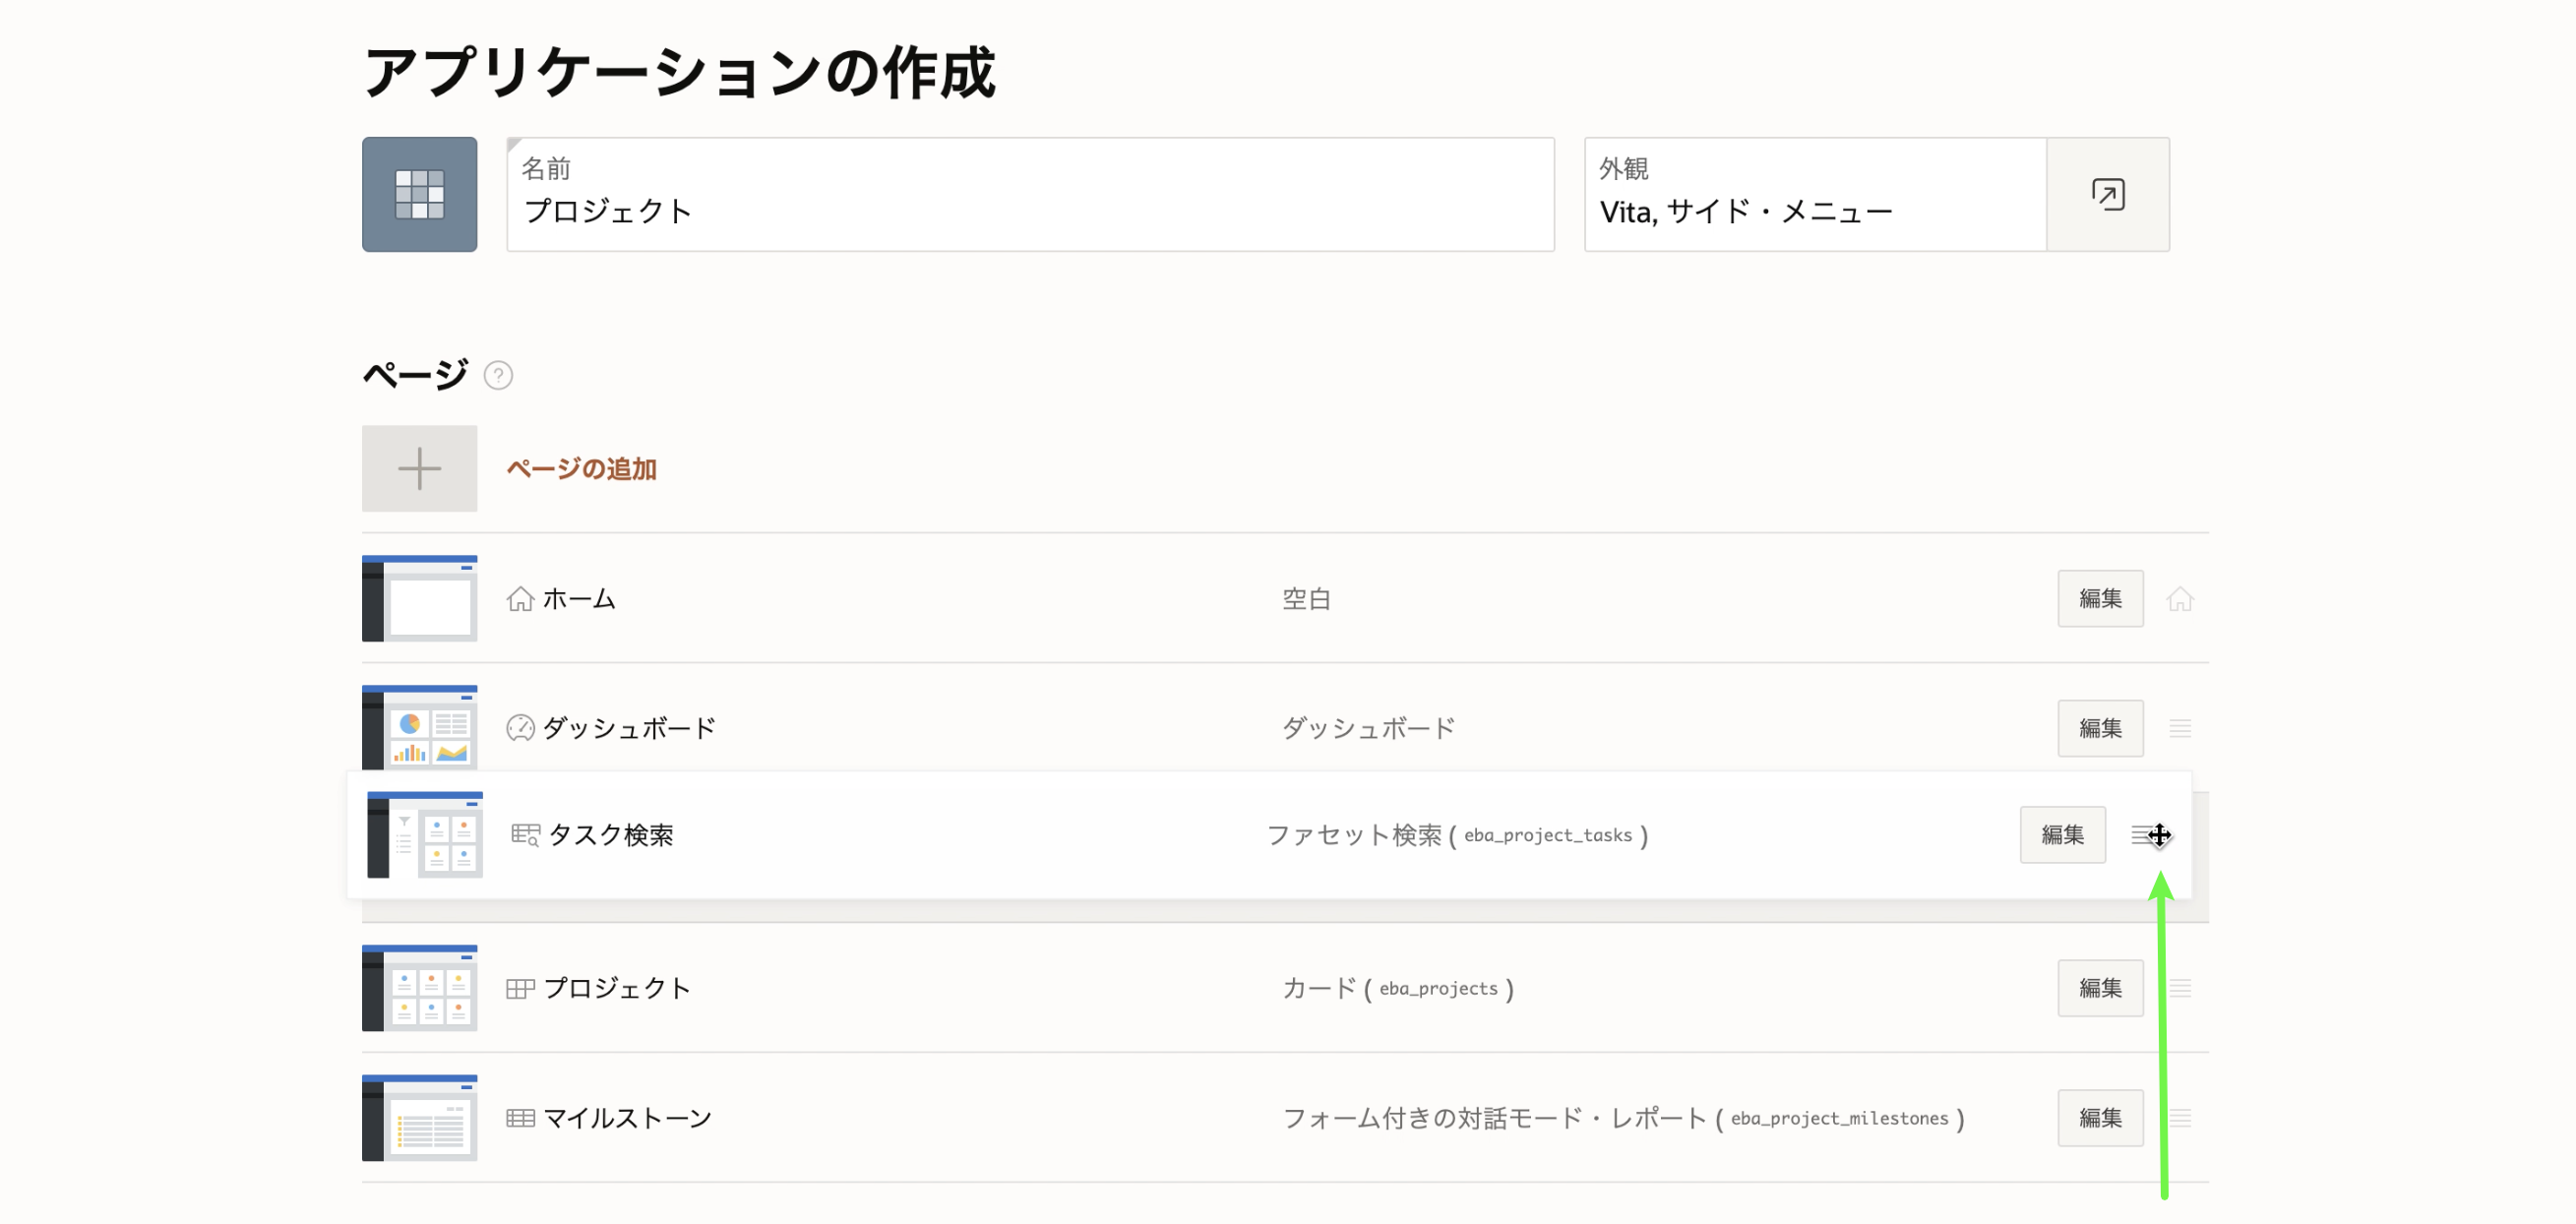 アプリケーションの作成
名前
プロジェクト
外観
Vita, サイド・メニュー
ページ ?
ページの追加
ホーム 空白 編集
ダッシュボード ダッシュボード 編集
タスク検索 ファセット検索 ( eba_project_tasks ) 編集
プロジェクト カード ( eba_projects ) 編集
マイルストーン フォーム付きの対話モード・レポート ( eba_project_milestones ) 編集